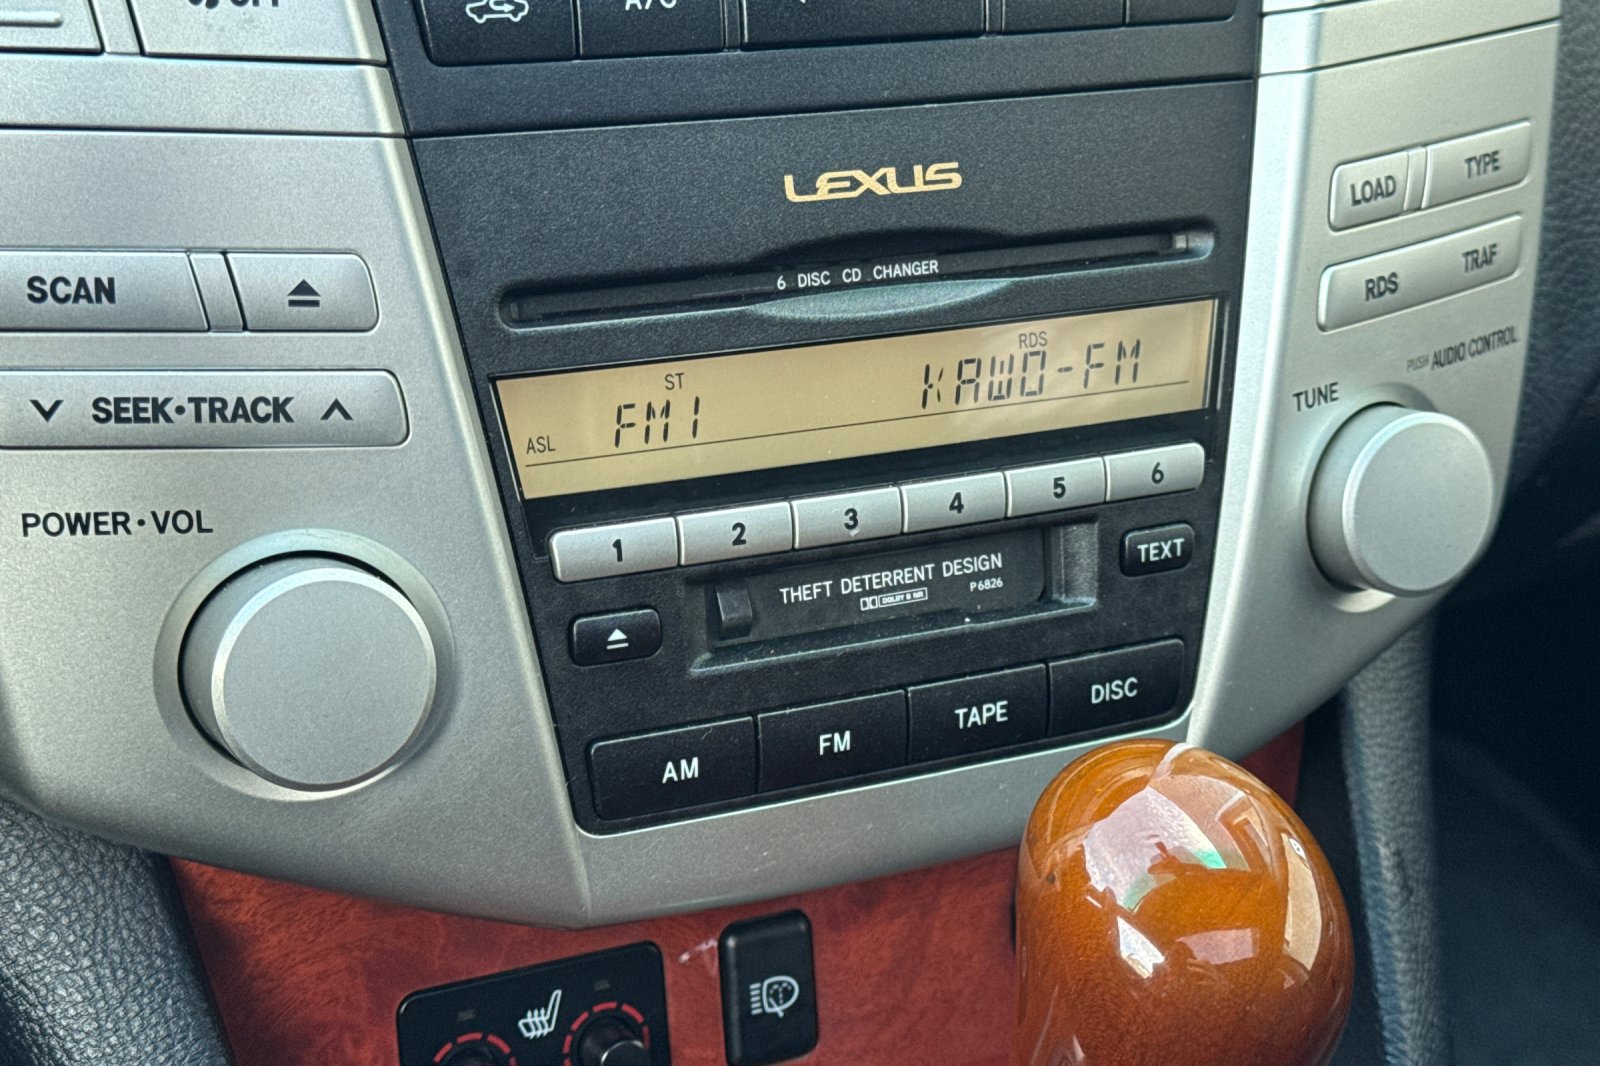 A/C
LEXUS
LOAD TYPE
6 DISC CD CHANGER
SCAN
RDS TRAF
RDS
ST
KAWO-FM
PUSH AUDIO CONTROL
SEEK•TRACK
FM1
ASL
TUNE
POWER•VOL
1 2 3 4 5 6
THEFT DETERRENT DESIGN
DOLBY B NR
P6826
TEXT
AM FM TAPE DISC